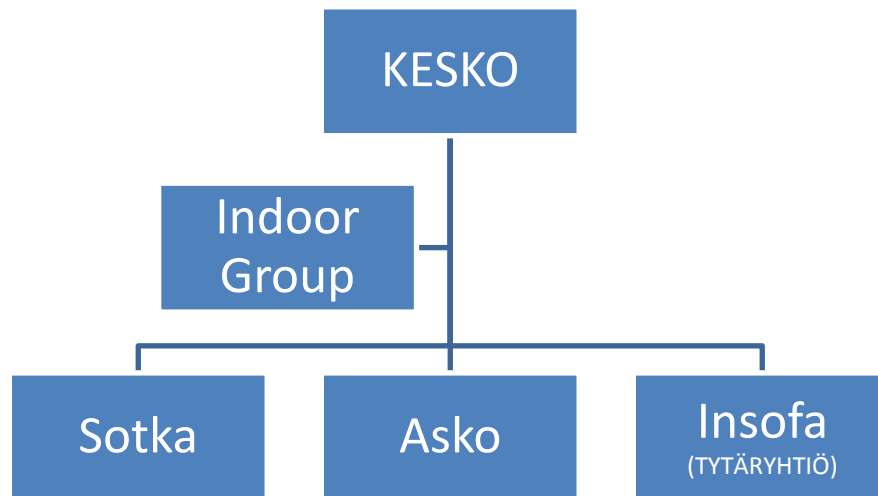 KESKO
Indoor
Group
Sotka
Asko
Insofa
(TYTÄRYHTIÖ)